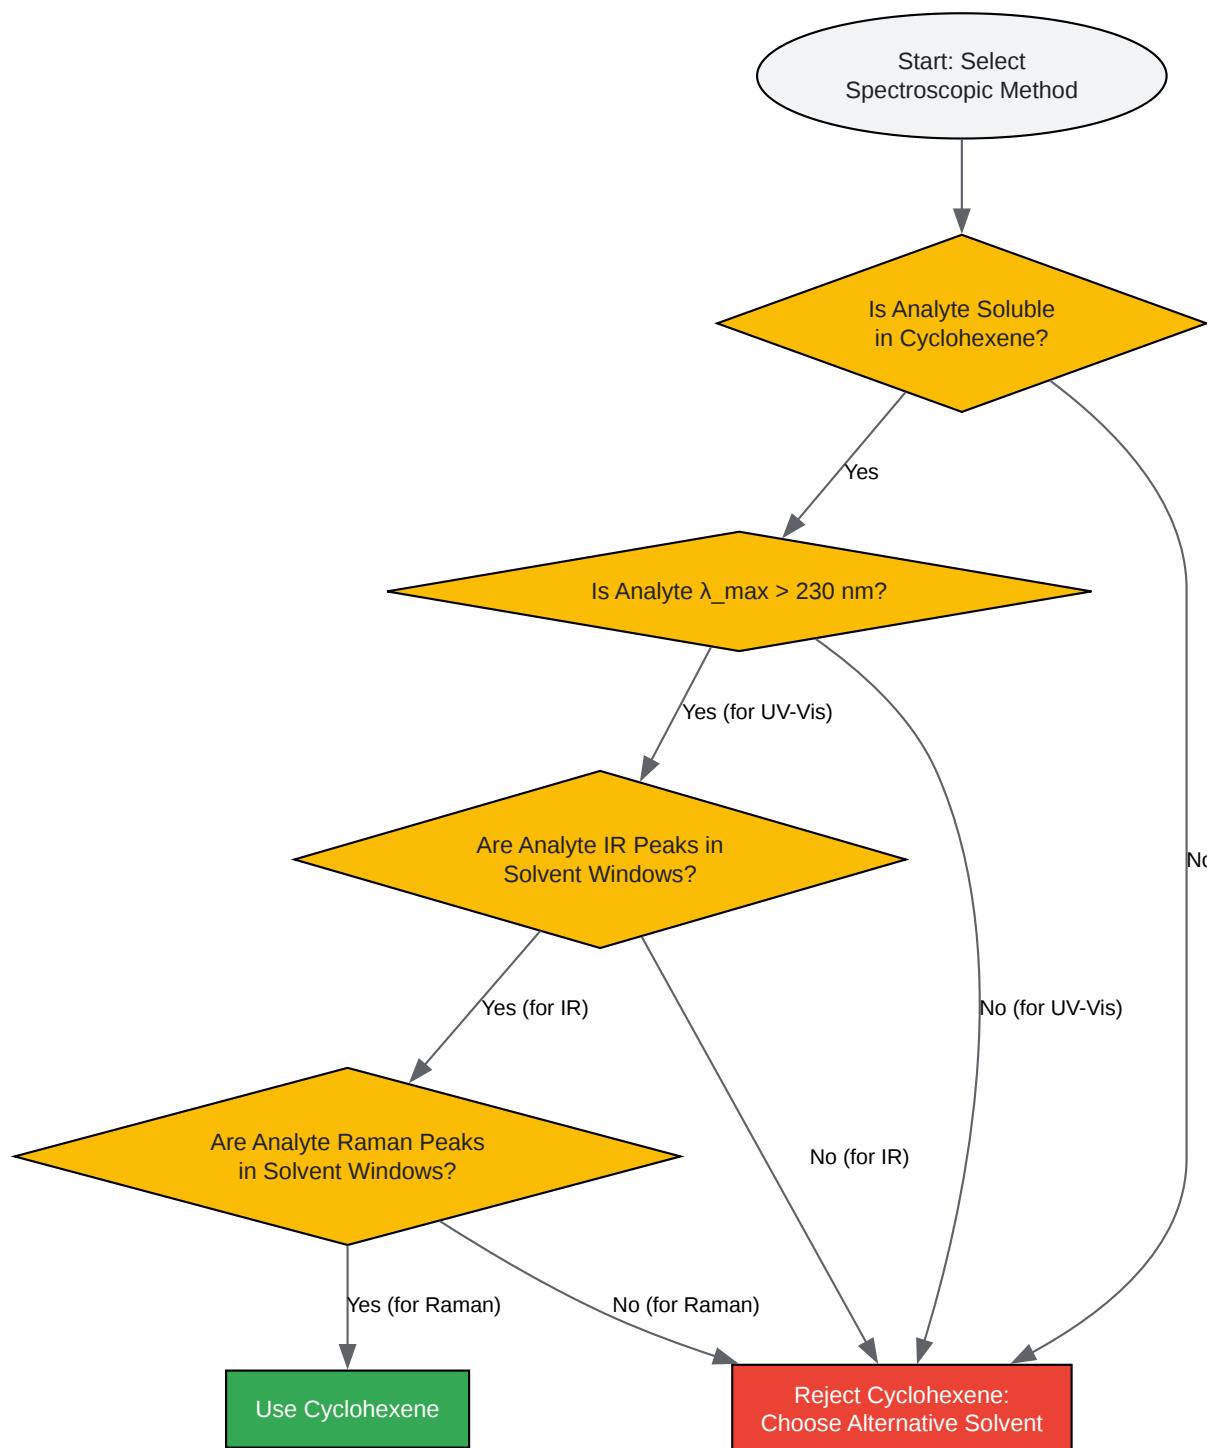 Start: Select
Spectroscopic Method
Is Analyte Soluble
in Cyclohexene?
Yes
Is Analyte λ_max > 230 nm?
Yes (for UV-Vis)
Are Analyte IR Peaks in
Solvent Windows?
No
Yes (for IR)
No (for UV-Vis)
Are Analyte Raman Peaks
in Solvent Windows?
No (for IR)
Yes (for Raman)
No (for Raman)
Use Cyclohexene
Reject Cyclohexene:
Choose Alternative Solvent